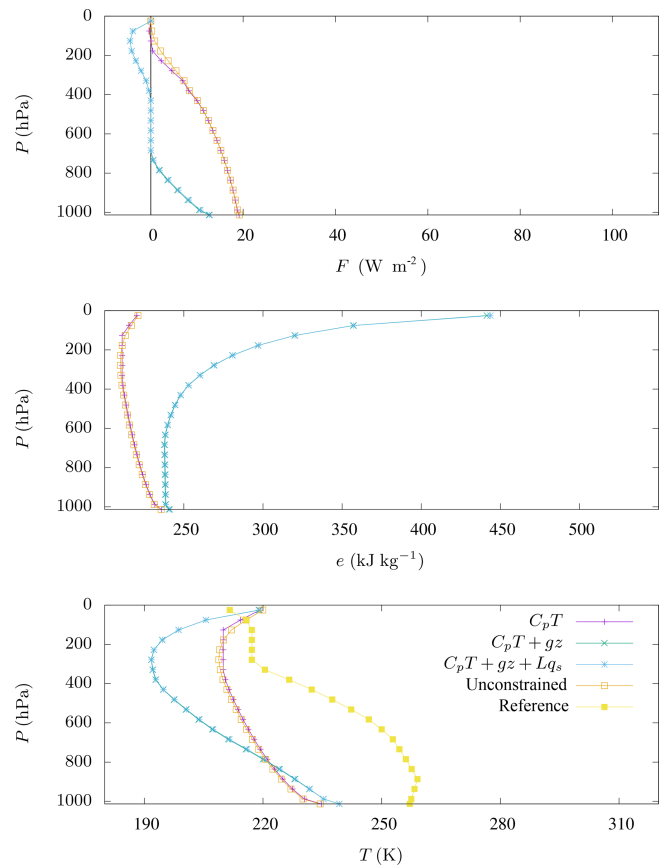 0
200
400
600
800
1000
P (hPa)
0 20 40 60 80 100
F (W m-2)
0
200
400
600
800
1000
P (hPa)
250 300 350 400 450 500
e (kJ kg−1)
0
200
400
600
800
1000
P (hPa)
CpT
CpT + gz
CpT + gz + Lqs
Unconstrained
Reference
190 220 250 280 310
T (K)